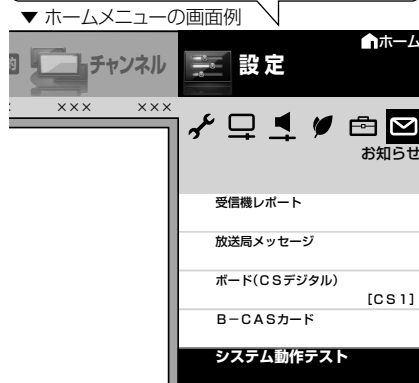 ▼ ホームメニューの画面例
チャンネル
設定
ホーム
××× ×××
お知らせ
受信機レポート
放送局メッセージ
ボード(CSデジタル)
[CS1]
B-CASカード
システム動作テスト